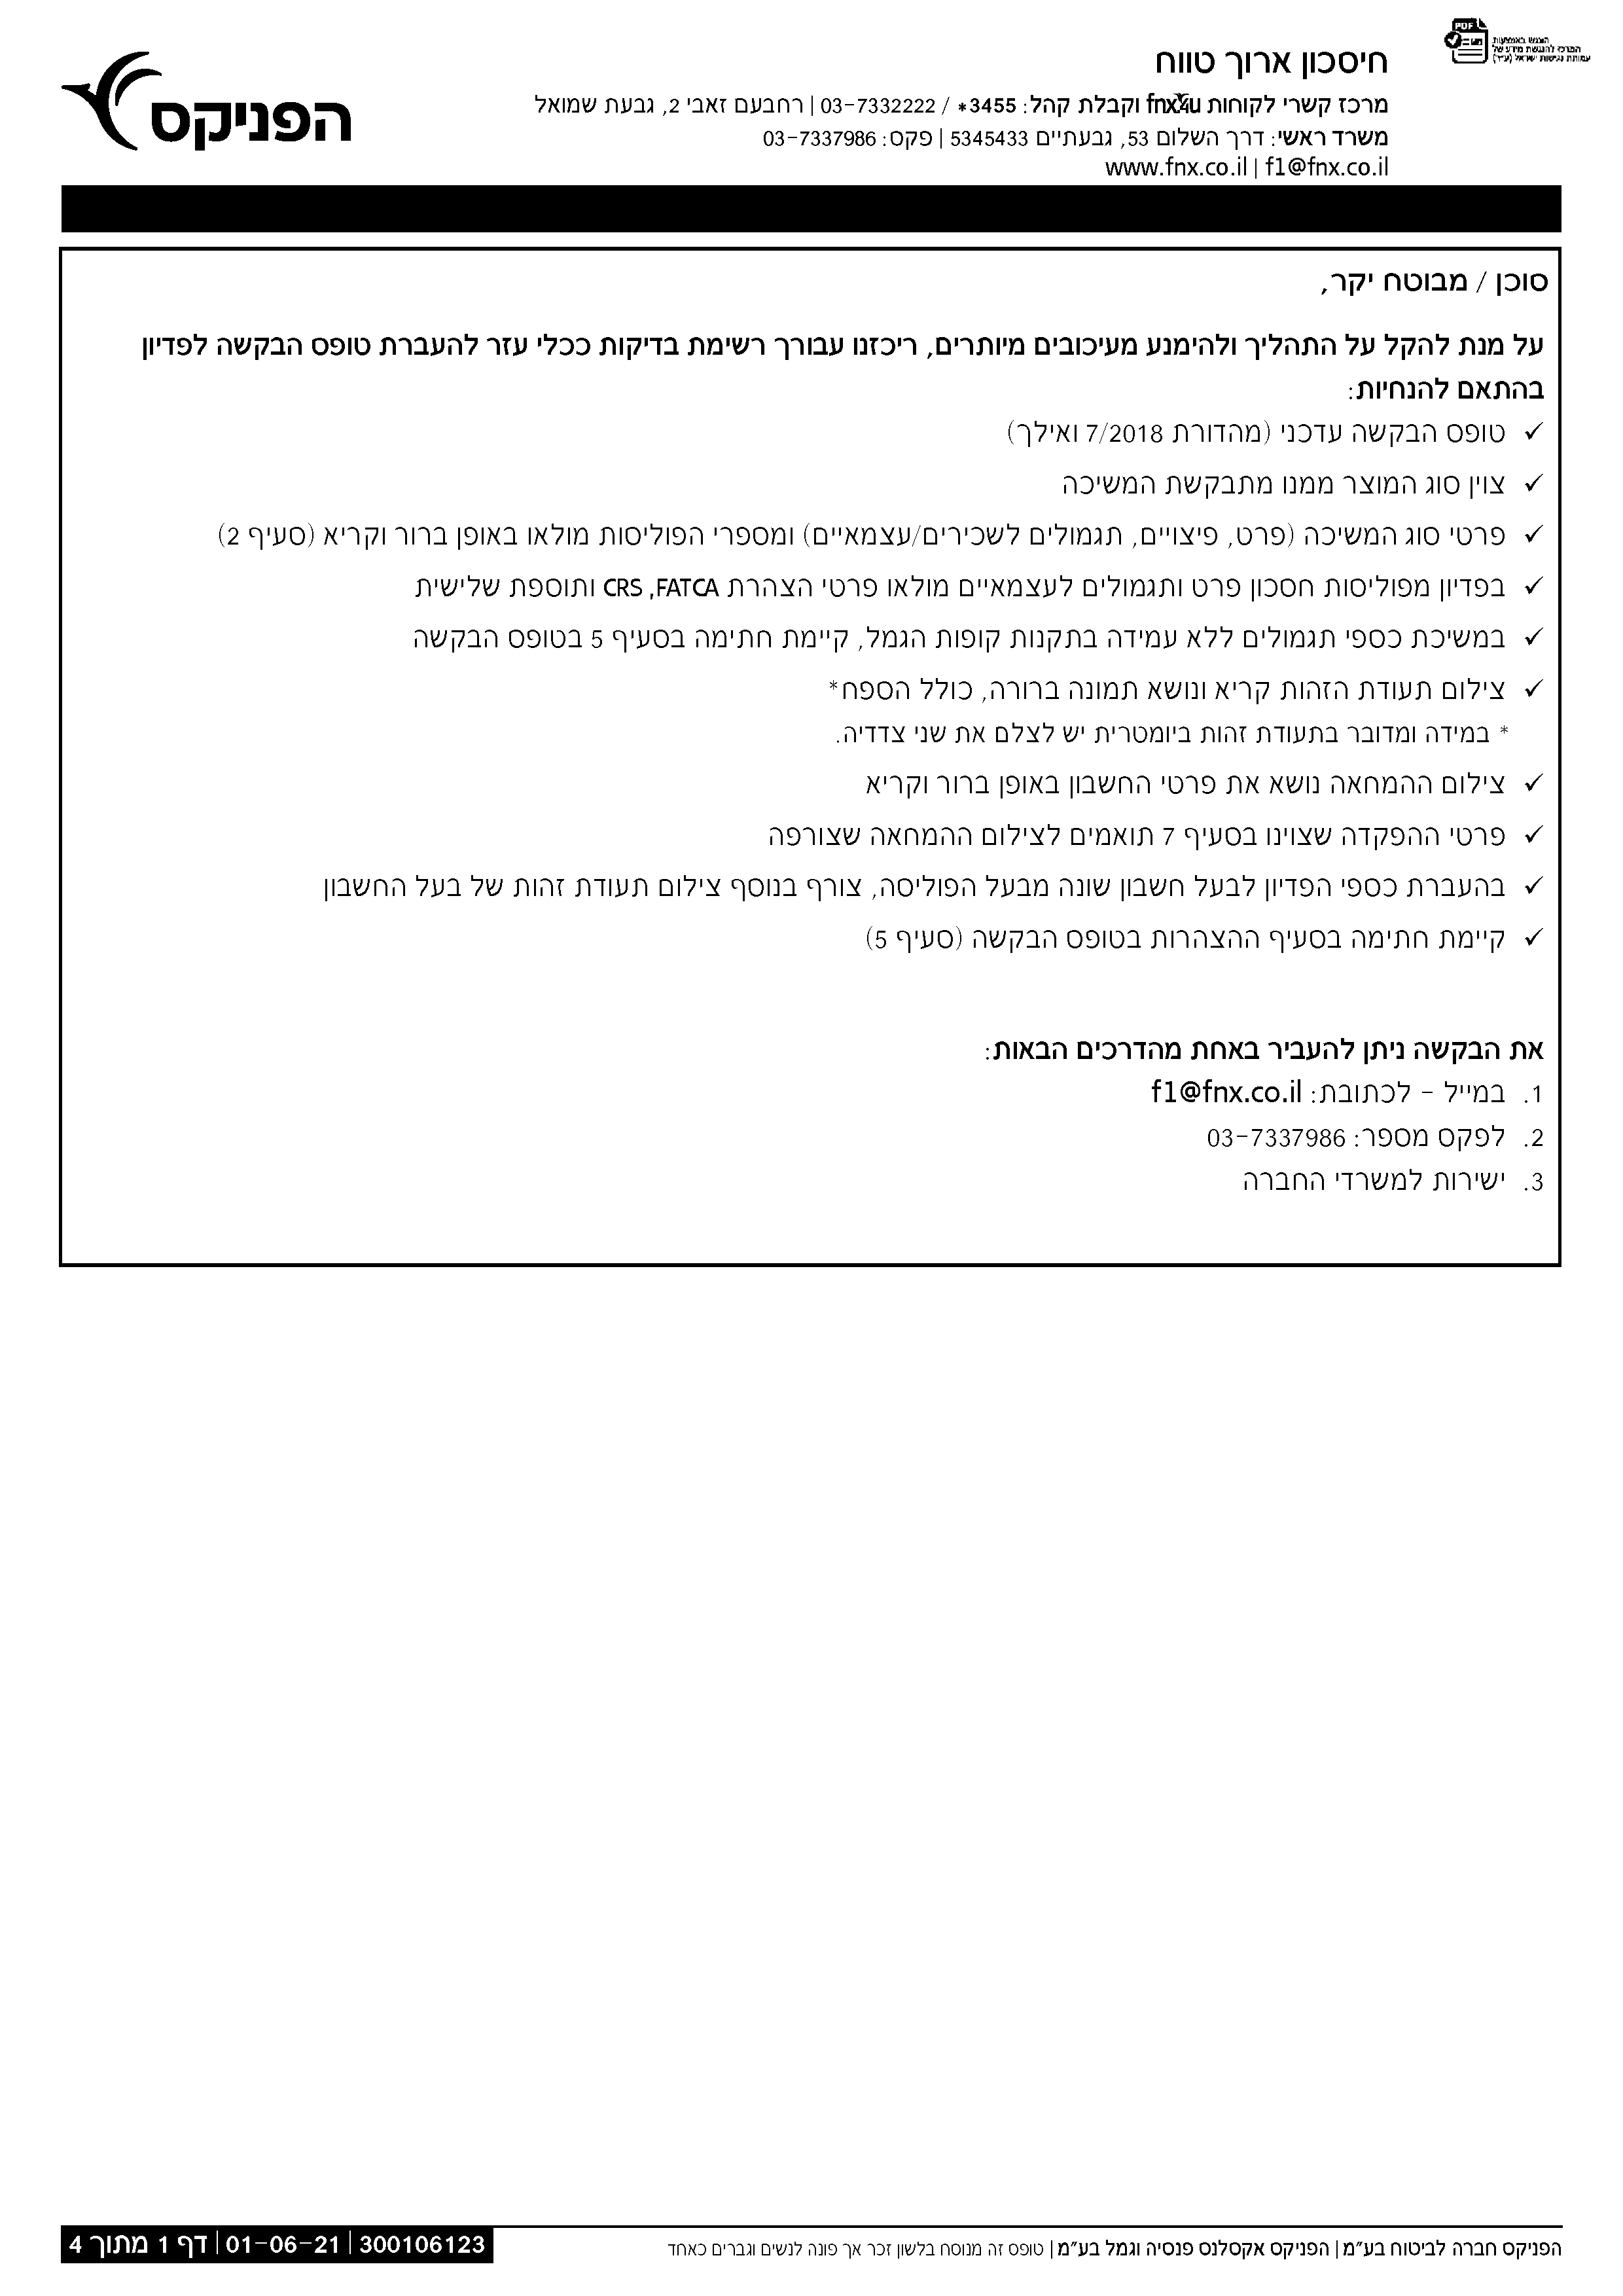 הונגש באמצעות
המרכז להנגשת מידע של
עמותת נגישות ישראל (ע"ר)
PDF
הפניקס
חיסכון ארוך טווח
מרכז קשרי לקוחות fnx4u וקבלת קהל: 3455* / 03-7332222 | רחבעם זאבי 2, גבעת שמואל
משרד ראשי: דרך השלום 53, גבעתיים 5345433 | פקס: 03-7337986
www.fnx.co.il | f1@fnx.co.il
סוכן / מבוטח יקר,
על מנת להקל על התהליך ולהימנע מעיכובים מיותרים, ריכזנו עבורך רשימת בדיקות ככלי עזר להעברת טופס הבקשה לפדיון
בהתאם להנחיות:
✓ טופס הבקשה עדכני (מהדורת 7/2018 ואילך)
✓ צוין סוג המוצר ממנו מתבקשת המשיכה
✓ פרטי סוג המשיכה (פרט, פיצויים, תגמולים לשכירים/עצמאיים) ומספרי הפוליסות מולאו באופן ברור וקריא (סעיף 2)
✓ בפדיון מפוליסות חסכון פרט ותגמולים לעצמאיים מולאו פרטי הצהרת CRS ,FATCA ותוספת שלישית
✓ במשיכת כספי תגמולים ללא עמידה בתקנות קופות הגמל, קיימת חתימה בסעיף 5 בטופס הבקשה
✓ צילום תעודת הזהות קריא ונושא תמונה ברורה, כולל הספח*
* במידה ומדובר בתעודת זהות ביומטרית יש לצלם את שני צדדיה.
✓ צילום ההמחאה נושא את פרטי החשבון באופן ברור וקריא
✓ פרטי ההפקדה שצוינו בסעיף 7 תואמים לצילום ההמחאה שצורפה
✓ בהעברת כספי הפדיון לבעל חשבון שונה מבעל הפוליסה, צורף בנוסף צילום תעודת זהות של בעל החשבון
✓ קיימת חתימה בסעיף ההצהרות בטופס הבקשה (סעיף 5)
את הבקשה ניתן להעביר באחת מהדרכים הבאות:
1. במייל - לכתובת: f1@fnx.co.il
2. לפקס מספר: 03-7337986
3. ישירות למשרדי החברה
הפניקס חברה לביטוח בע"מ | הפניקס אקסלנס פנסיה וגמל בע"מ | טופס זה מנוסח בלשון זכר אך פונה לנשים וגברים כאחד
300106123 | 01-06-21 | דף 1 מתוך 4